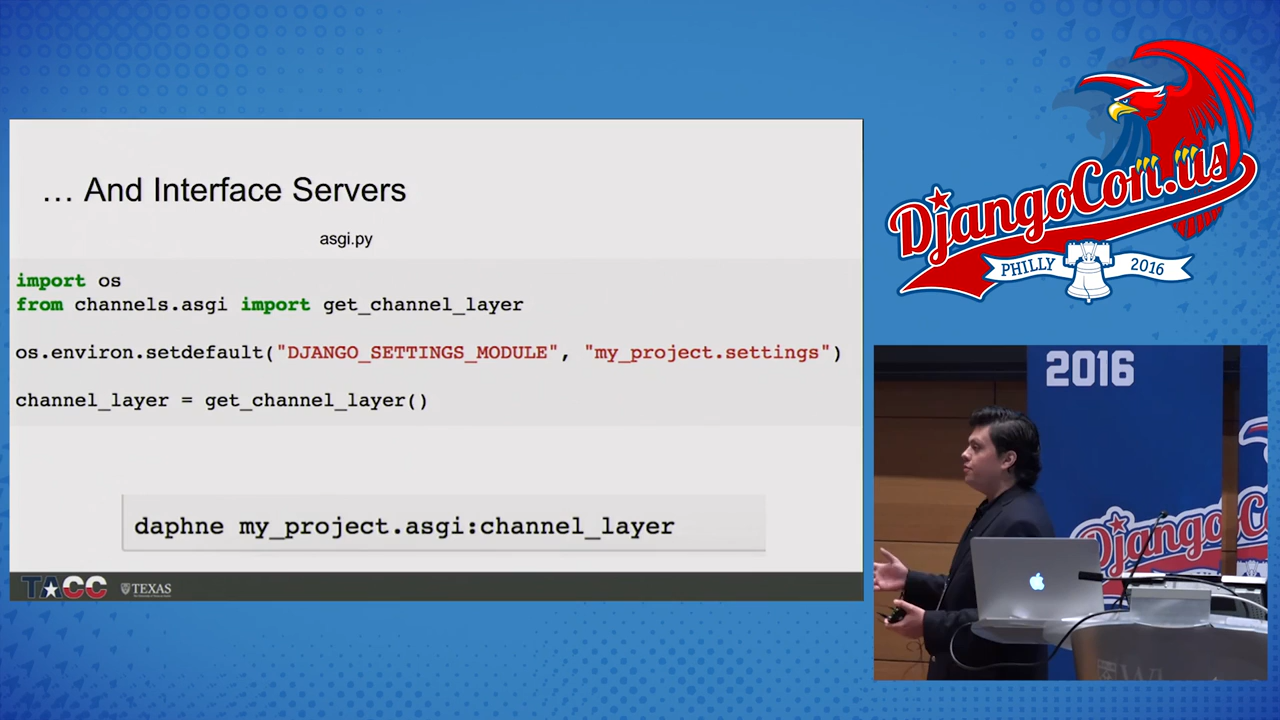 … And Interface Servers
asgi.py
import os
from channels.asgi import get_channel_layer
os.environ.setdefault("DJANGO_SETTINGS_MODULE", "my_project.settings")
channel_layer = get_channel_layer()
daphne my_project.asgi:channel_layer
TACC
TEXAS
DjangoCon.us
PHILLY
2016
2016
DjangoCo